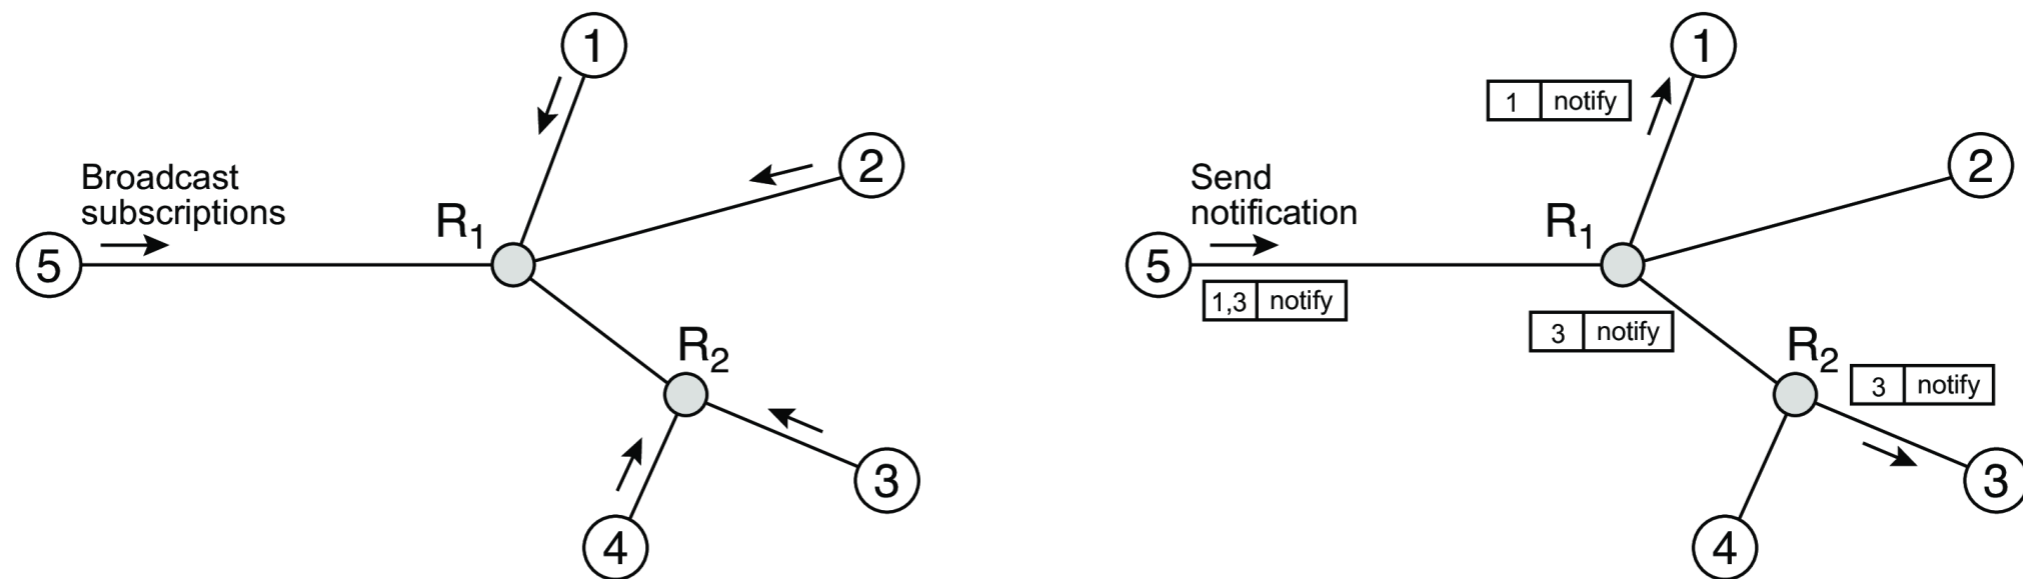 1
2
Broadcast
subscriptions
R1
5
R2
3
4
1
1 notify
2
Send
notification
R1
5
1,3 notify
3 notify
R2
3 notify
3
4